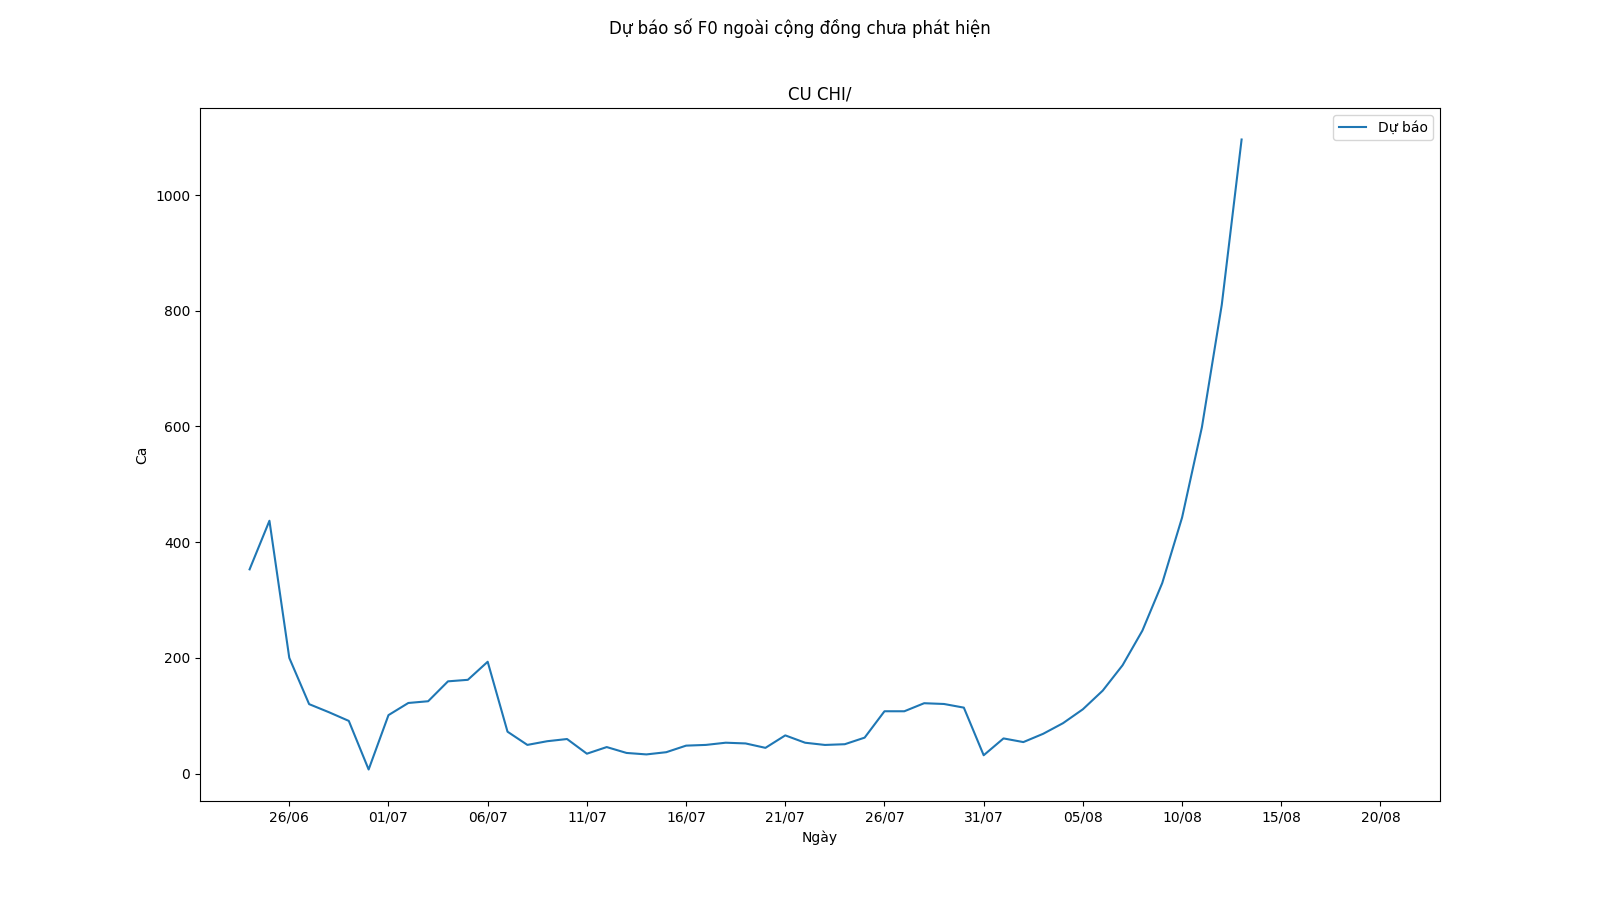 Dự báo số F0 ngoài cộng đồng chưa phát hiện
CU CHI/
Dự báo
1000
800
600
400
200
0
Ca
26/06 01/07 06/07 11/07 16/07 21/07 26/07 31/07 05/08 10/08 15/08 20/08
Ngày